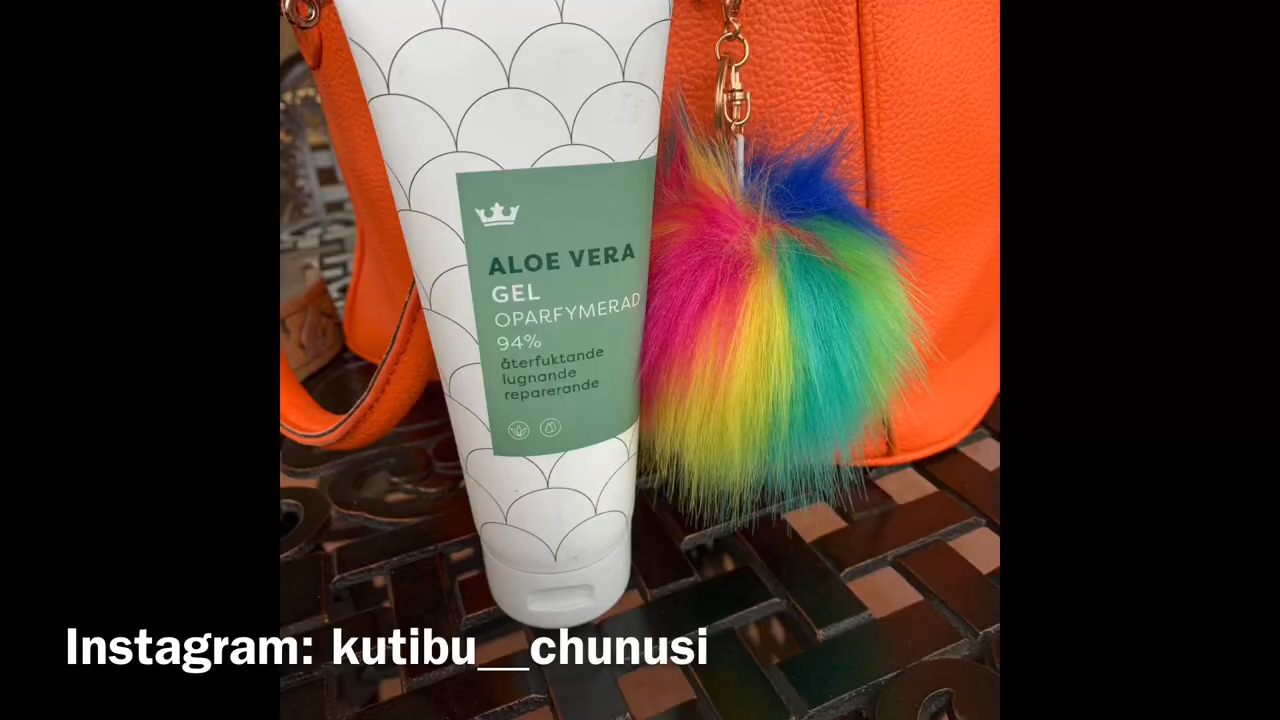 ALOE VERA
GEL
OPARFYMERAD
94%
återfuktande
lugnande
reparerande
Instagram: kutibu__chunusi